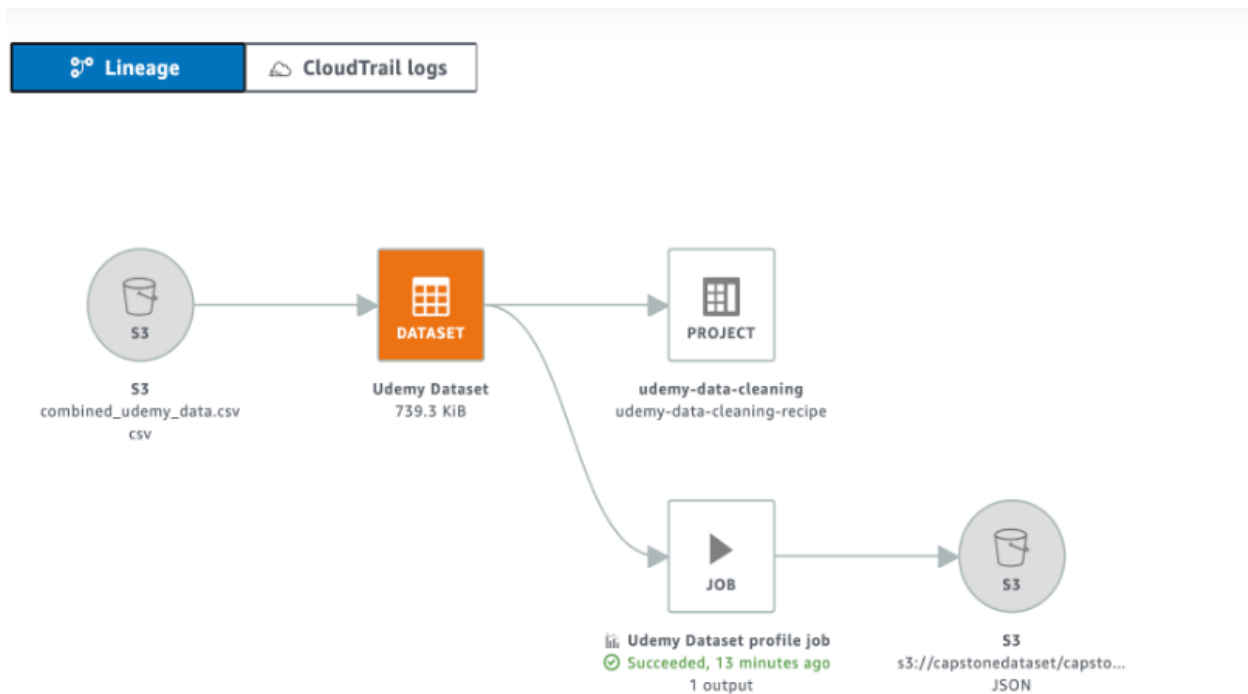 Lineage
CloudTrail logs
S3
DATASET
PROJECT
S3
combined_udemy_data.csv
csv
Udemy Dataset
739.3 KiB
udemy-data-cleaning
udemy-data-cleaning-recipe
JOB
S3
Udemy Dataset profile job
Succeeded, 13 minutes ago
1 output
S3
s3://capstonedataset/capsto...
JSON